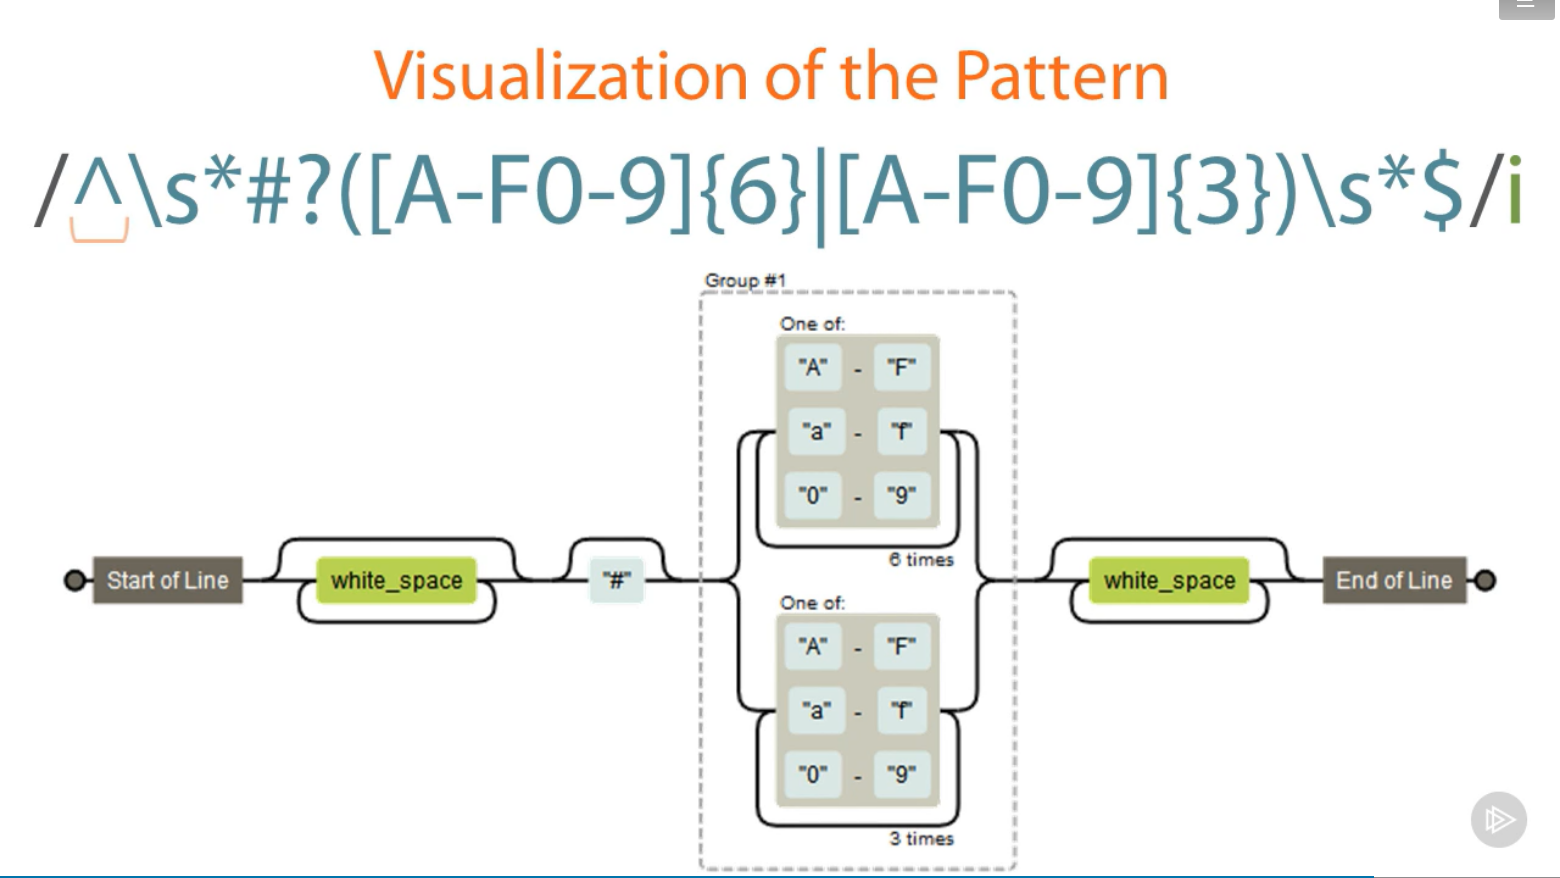 Visualization of the Pattern
/^\s*#?([A-F0-9]{6}|[A-F0-9]{3})\s*$/i
Group #1
One of:
"A" - "F"
"a" - "f"
"0" - "9"
6 times
Start of Line white_space "#" white_space End of Line
One of:
"A" - "F"
"a" - "f"
"0" - "9"
3 times